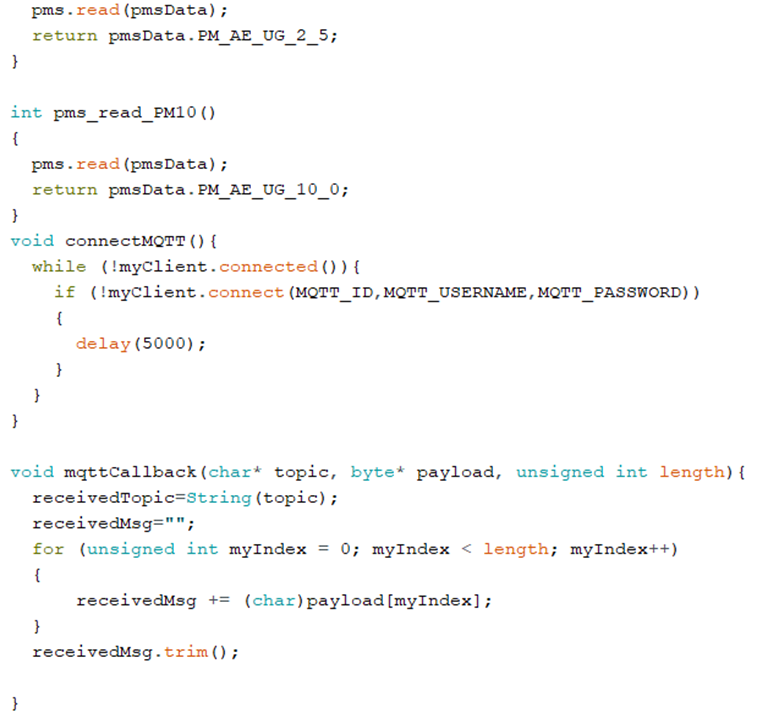 pms.read(pmsData);
return pmsData.PM_AE_UG_2_5;
}
int pms_read_PM10()
{
pms.read(pmsData);
return pmsData.PM_AE_UG_10_0;
}
void connectMQTT(){
while (!myClient.connected()){
if (!myClient.connect(MQTT_ID,MQTT_USERNAME,MQTT_PASSWORD))
{
delay(5000);
}
}
}
void mqttCallback(char* topic, byte* payload, unsigned int length){
receivedTopic=String(topic);
receivedMsg="";
for (unsigned int myIndex = 0; myIndex < length; myIndex++)
{
receivedMsg += (char)payload[myIndex];
}
receivedMsg.trim();
}